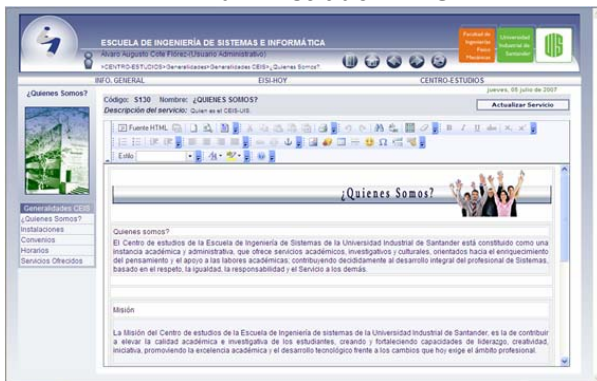 ESCUELA DE INGENIERÍA DE SISTEMAS E INFORMÁTICA
Alvaro Augusto Cote Flórez-(Usuario Administrativo)
>CENTRO-ESTUDIOS>Generalidades>Generalidades CEIS>¿Quienes Somos?
Facultad de
Ingenierías
Físico
Mecánicas
Universidad
Industrial de
Santander
INFO. GENERAL EISI-HOY CENTRO-ESTUDIOS
¿Quienes Somos?
jueves, 05 julio de 2007
Código: 5130 Nombre: ¿QUIENES SOMOS?
Descripción del servicio: Quien es el CEIS-UIS.
Actualizar Servicio
Fuente HTML
Estilo
¿Quienes Somos?
Generalidades CEIS
¿Quienes Somos?
Instalaciones
Convenios
Horarios
Servicios Ofrecidos
Quienes somos?
El Centro de estudios de la Escuela de Ingeniería de Sistemas de la Universidad Industrial de Santander está constituido como una
instancia académica y administrativa, que ofrece servicios académicos, investigativos y culturales, orientados hacia el enriquecimiento
del pensamiento y el apoyo a las labores académicas; contribuyendo decididamente al desarrollo integral del profesional de Sistemas,
basado en el respeto, la igualdad, la responsabilidad y el Servicio a los demás.
Misión
La Misión del Centro de estudios de la Escuela de Ingeniería de sistemas de la Universidad Industrial de Santander, es la de contribuir
a elevar la calidad académica e investigativa de los estudiantes, creando y fortaleciendo capacidades de liderazgo, creatividad,
iniciativa, promoviendo la excelencia académica y el desarrollo tecnológico frente a los cambios que hoy exige el ámbito profesional.